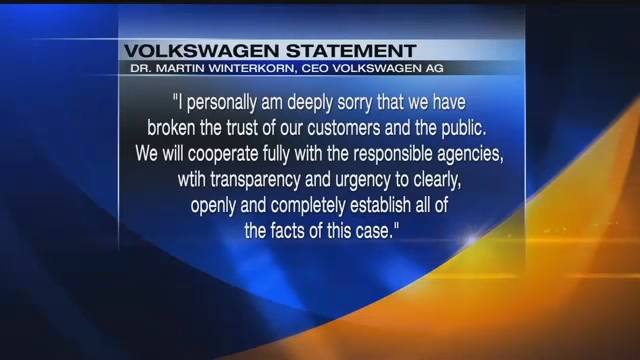 VOLKSWAGEN STATEMENT
DR. MARTIN WINTERKORN, CEO VOLKSWAGEN AG
"I personally am deeply sorry that we have
broken the trust of our customers and the public.
We will cooperate fully with the responsible agencies,
wtih transparency and urgency to clearly,
openly and completely establish all of
the facts of this case."